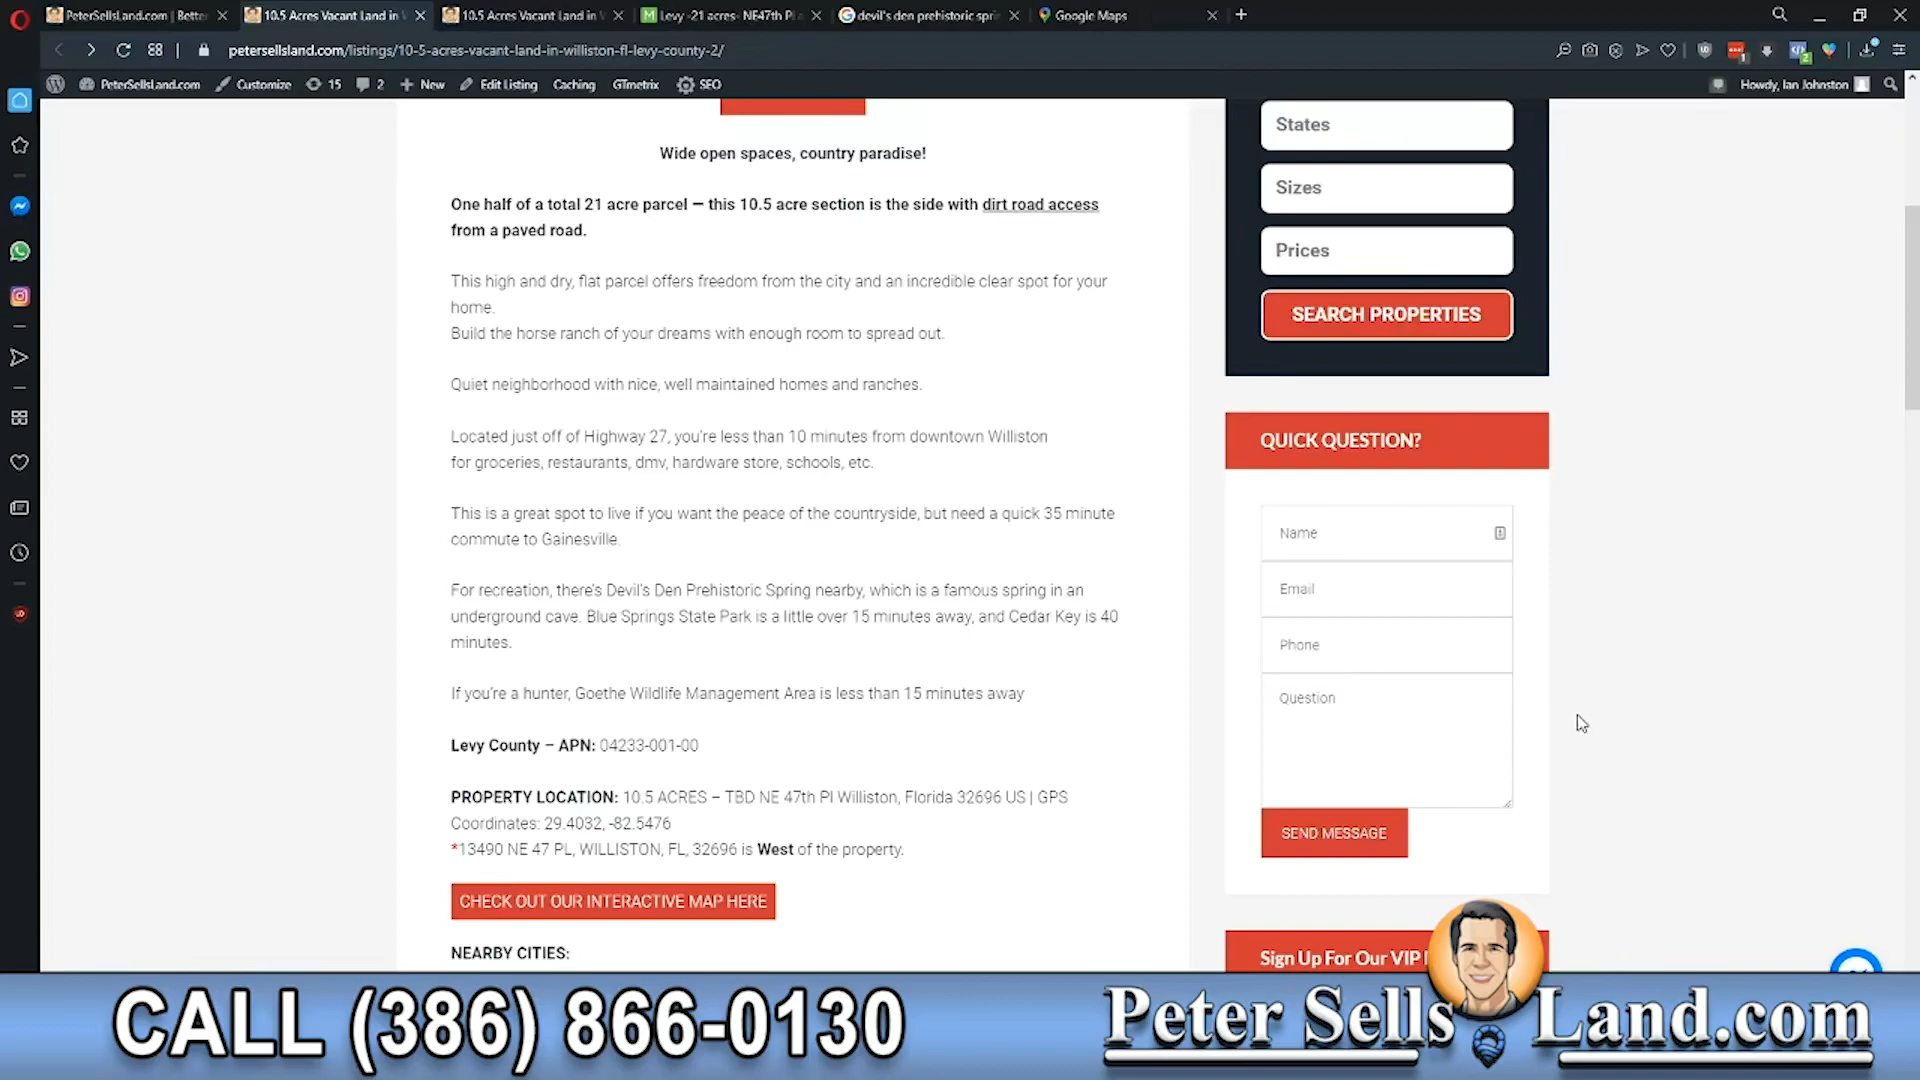 PeterSellsLand.com | Better
10.5 Acres Vacant Land in W
10.5 Acres Vacant Land in W
Levy -21 acres- NE47th Pl
devil's den prehistoric spri
Google Maps
petersellsland.com/listings/10-5-acres-vacant-land-in-williston-fl-levy-county-2/
PeterSellsLand.com
Customize
15
2
New
Edit Listing
Caching
GTmetrix
SEO
Howdy, Ian Johnston
Wide open spaces, country paradise!
One half of a total 21 acre parcel — this 10.5 acre section is the side with dirt road access
from a paved road.
This high and dry, flat parcel offers freedom from the city and an incredible clear spot for your
home.
Build the horse ranch of your dreams with enough room to spread out.
Quiet neighborhood with nice, well maintained homes and ranches.
Located just off of Highway 27, you're less than 10 minutes from downtown Williston
for groceries, restaurants, dmv, hardware store, schools, etc.
This is a great spot to live if you want the peace of the countryside, but need a quick 35 minute
commute to Gainesville.
For recreation, there's Devil's Den Prehistoric Spring nearby, which is a famous spring in an
underground cave. Blue Springs State Park is a little over 15 minutes away, and Cedar Key is 40
minutes.
If you're a hunter, Goethe Wildlife Management Area is less than 15 minutes away
Levy County – APN: 04233-001-00
PROPERTY LOCATION: 10.5 ACRES – TBD NE 47th Pl Williston, Florida 32696 US | GPS
Coordinates: 29.4032, -82.5476
*13490 NE 47 PL, WILLISTON, FL, 32696 is West of the property.
CHECK OUT OUR INTERACTIVE MAP HERE
NEARBY CITIES:
States
Sizes
Prices
SEARCH PROPERTIES
QUICK QUESTION?
Name
Email
Phone
Question
SEND MESSAGE
Sign Up For Our VIP
CALL (386) 866-0130
Peter Sells Land.com